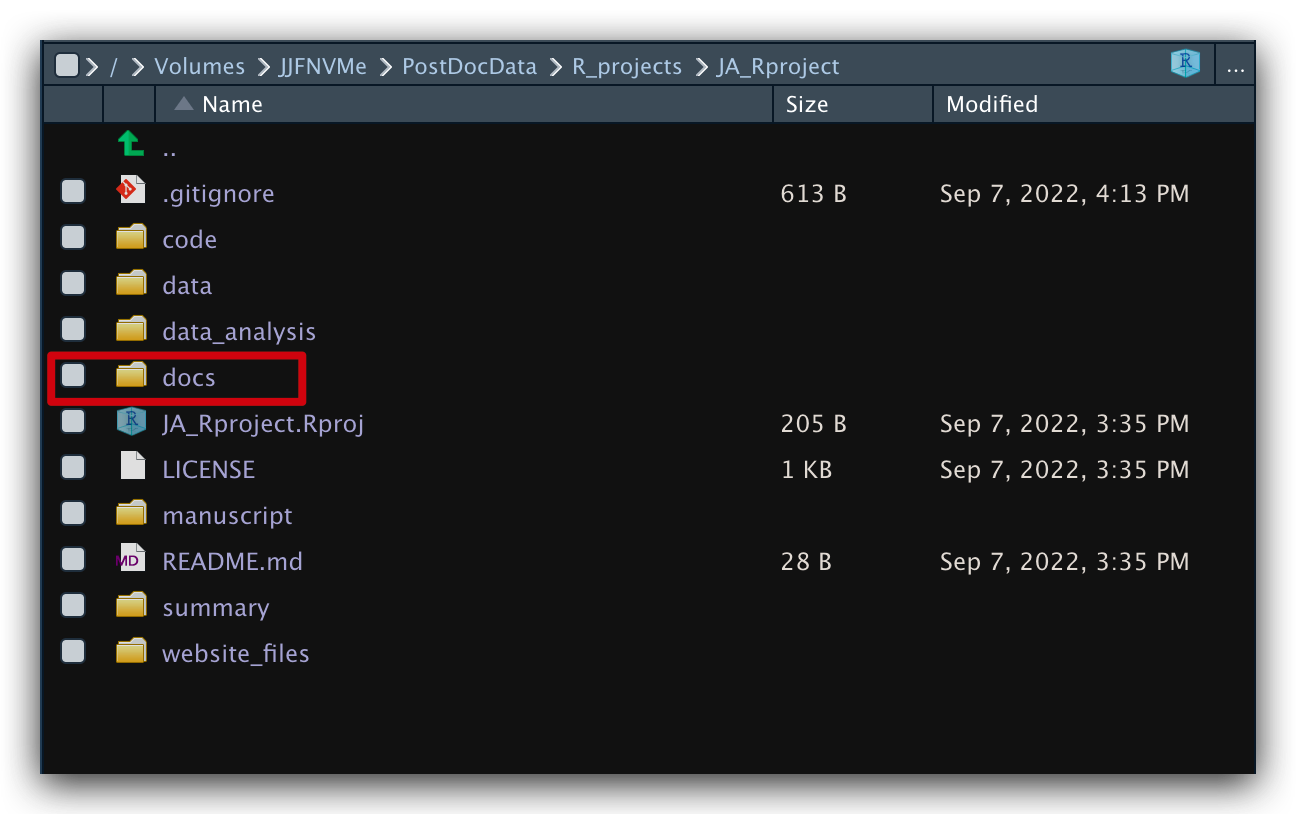 / Volumes JJFNVMe PostDocData R_projects JA_Rproject R ...
Name Size Modified
..
.gitignore 613 B Sep 7, 2022, 4:13 PM
code
data
data_analysis
docs
R JA_Rproject.Rproj 205 B Sep 7, 2022, 3:35 PM
LICENSE 1 KB Sep 7, 2022, 3:35 PM
manuscript
MD README.md 28 B Sep 7, 2022, 3:35 PM
summary
website_files